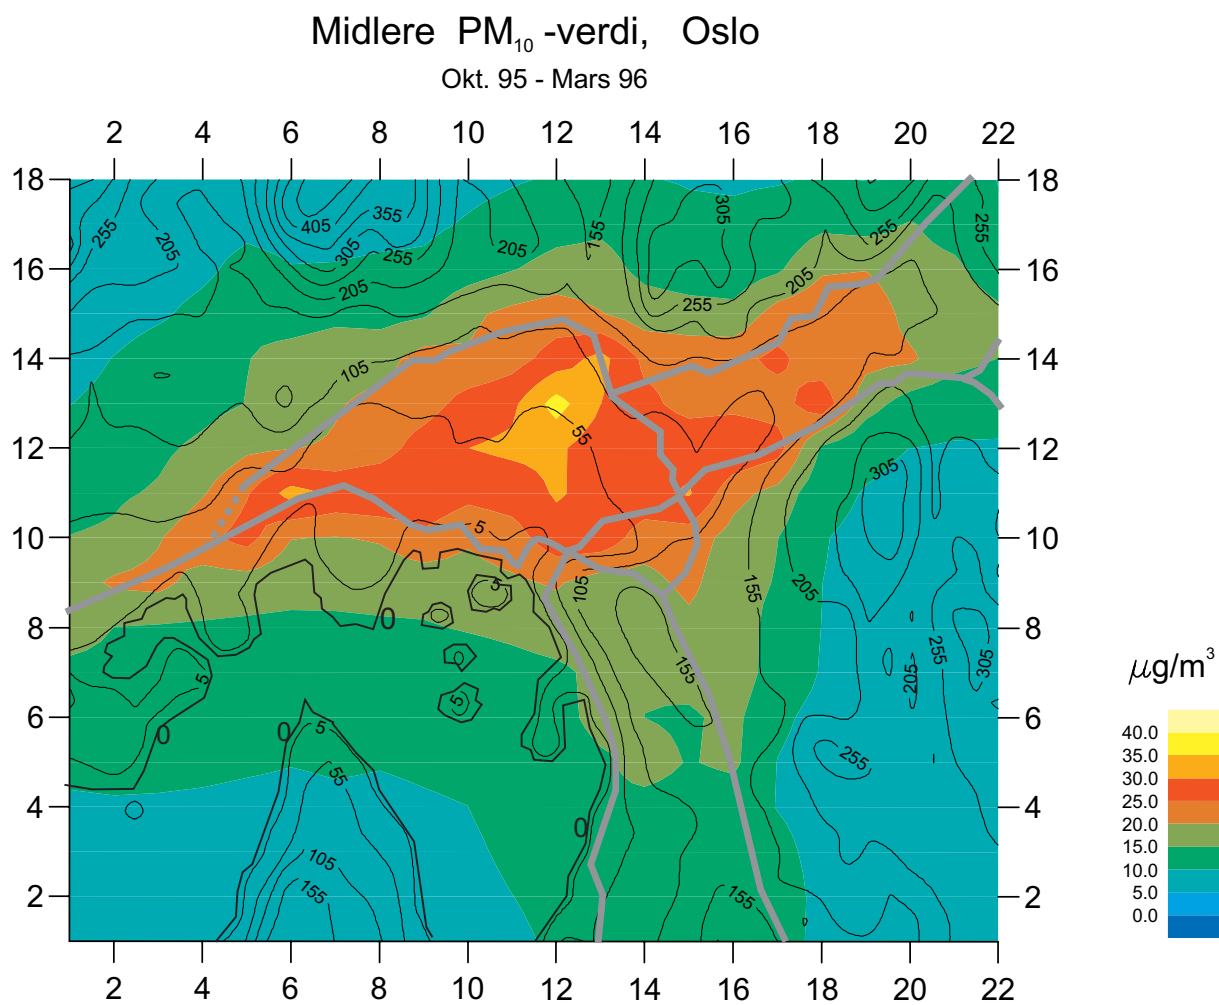 Midlere PM10 -verdi, Oslo
Okt. 95 - Mars 96
2 4 6 8 10 12 14 16 18 20 22
18 18
16 16
14 14
12 12
10 10
8 8
6 6
4 4
2 2
2 4 6 8 10 12 14 16 18 20 22
255 205 405 355 305 255 205 205 155 305 255 205 255 255
105 55 305
5 105 155 205
5 0 5 155 205 255 305
5 0 0 5 255
55 0
105 155 155
μg/m3
40.0
35.0
30.0
25.0
20.0
15.0
10.0
5.0
0.0